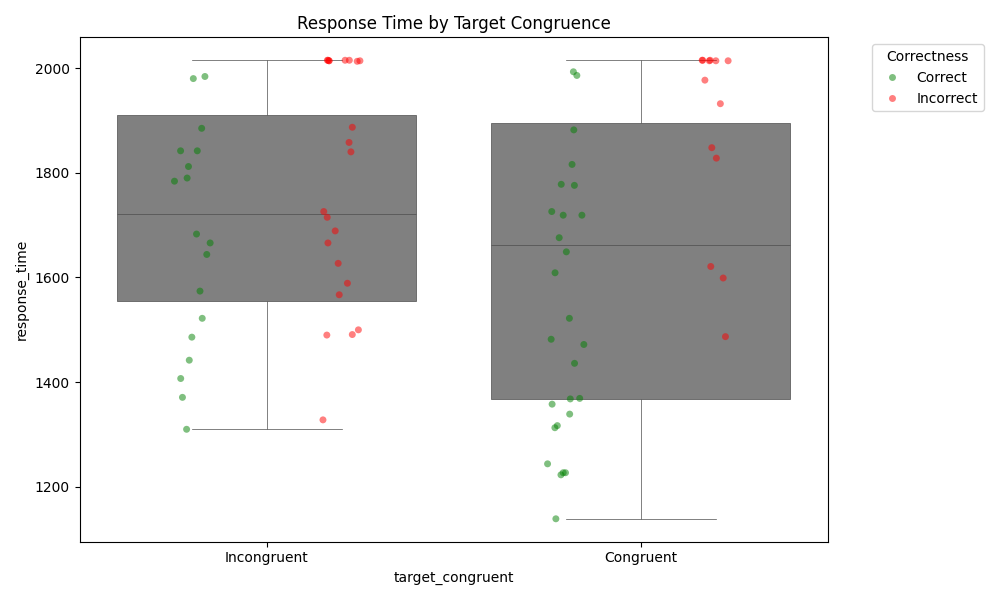 Response Time by Target Congruence
Correctness
Correct
Incorrect
response_time
2000
1800
1600
1400
1200
Incongruent
Congruent
target_congruent